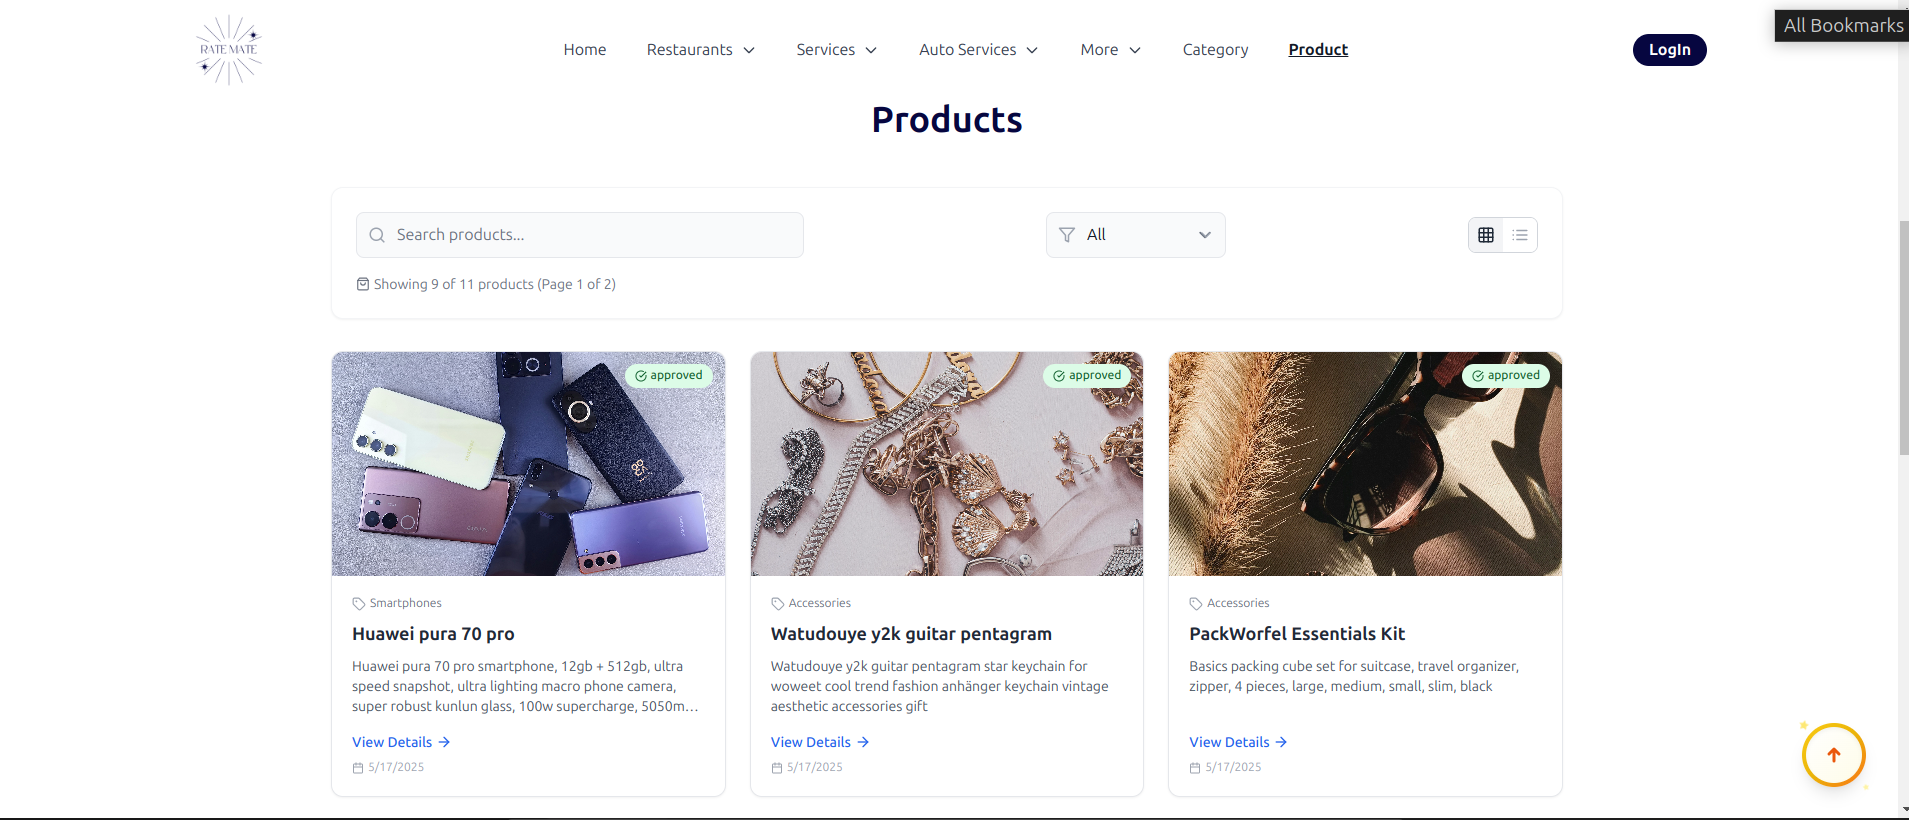 All Bookmarks
RATE MATE
Home
Restaurants
Services
Auto Services
More
Category
Product
LogIn
Products
Search products...
All
Showing 9 of 11 products (Page 1 of 2)
approved
approved
approved
Smartphones
Huawei pura 70 pro
Huawei pura 70 pro smartphone, 12gb + 512gb, ultra
speed snapshot, ultra lighting macro phone camera,
super robust kunlun glass, 100w supercharge, 5050m...
View Details
5/17/2025
Accessories
Watudouye y2k guitar pentagram
Watudouye y2k guitar pentagram star keychain for
woweet cool trend fashion anhänger keychain vintage
aesthetic accessories gift
View Details
5/17/2025
Accessories
PackWorfel Essentials Kit
Basics packing cube set for suitcase, travel organizer,
zipper, 4 pieces, large, medium, small, slim, black
View Details
5/17/2025